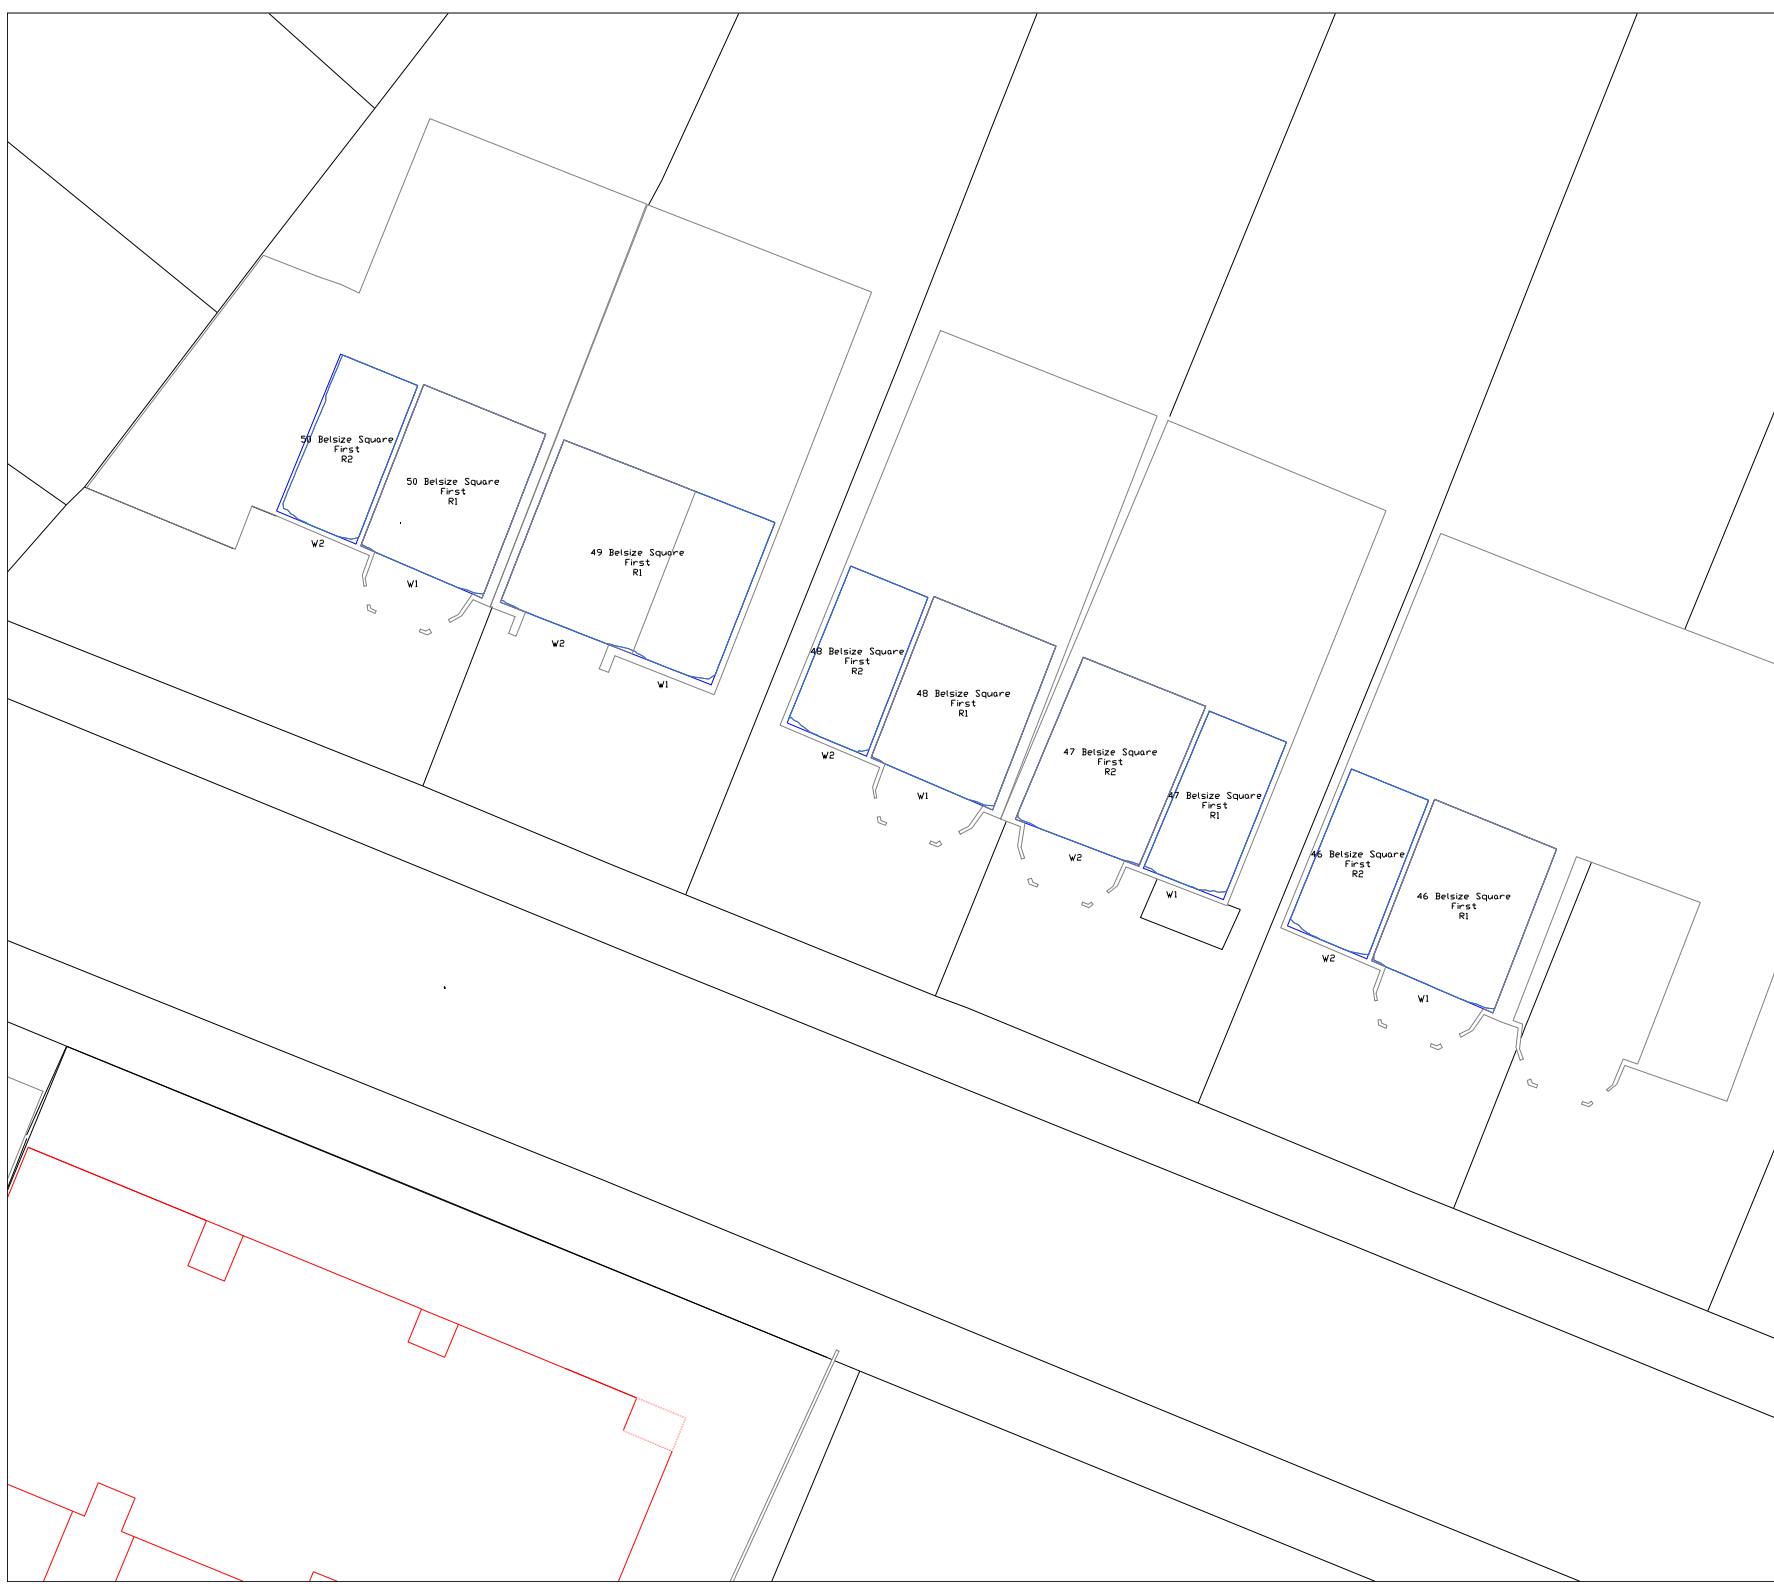 50 Belsize Square
First
R2
50 Belsize Square
First
R1
W2
W1
49 Belsize Square
First
R1
W2
W1
48 Belsize Square
First
R2
48 Belsize Square
First
R1
W2
W1
47 Belsize Square
First
R2
47 Belsize Square
First
R1
W2
W1
46 Belsize Square
First
R2
46 Belsize Square
First
R1
W2
W1